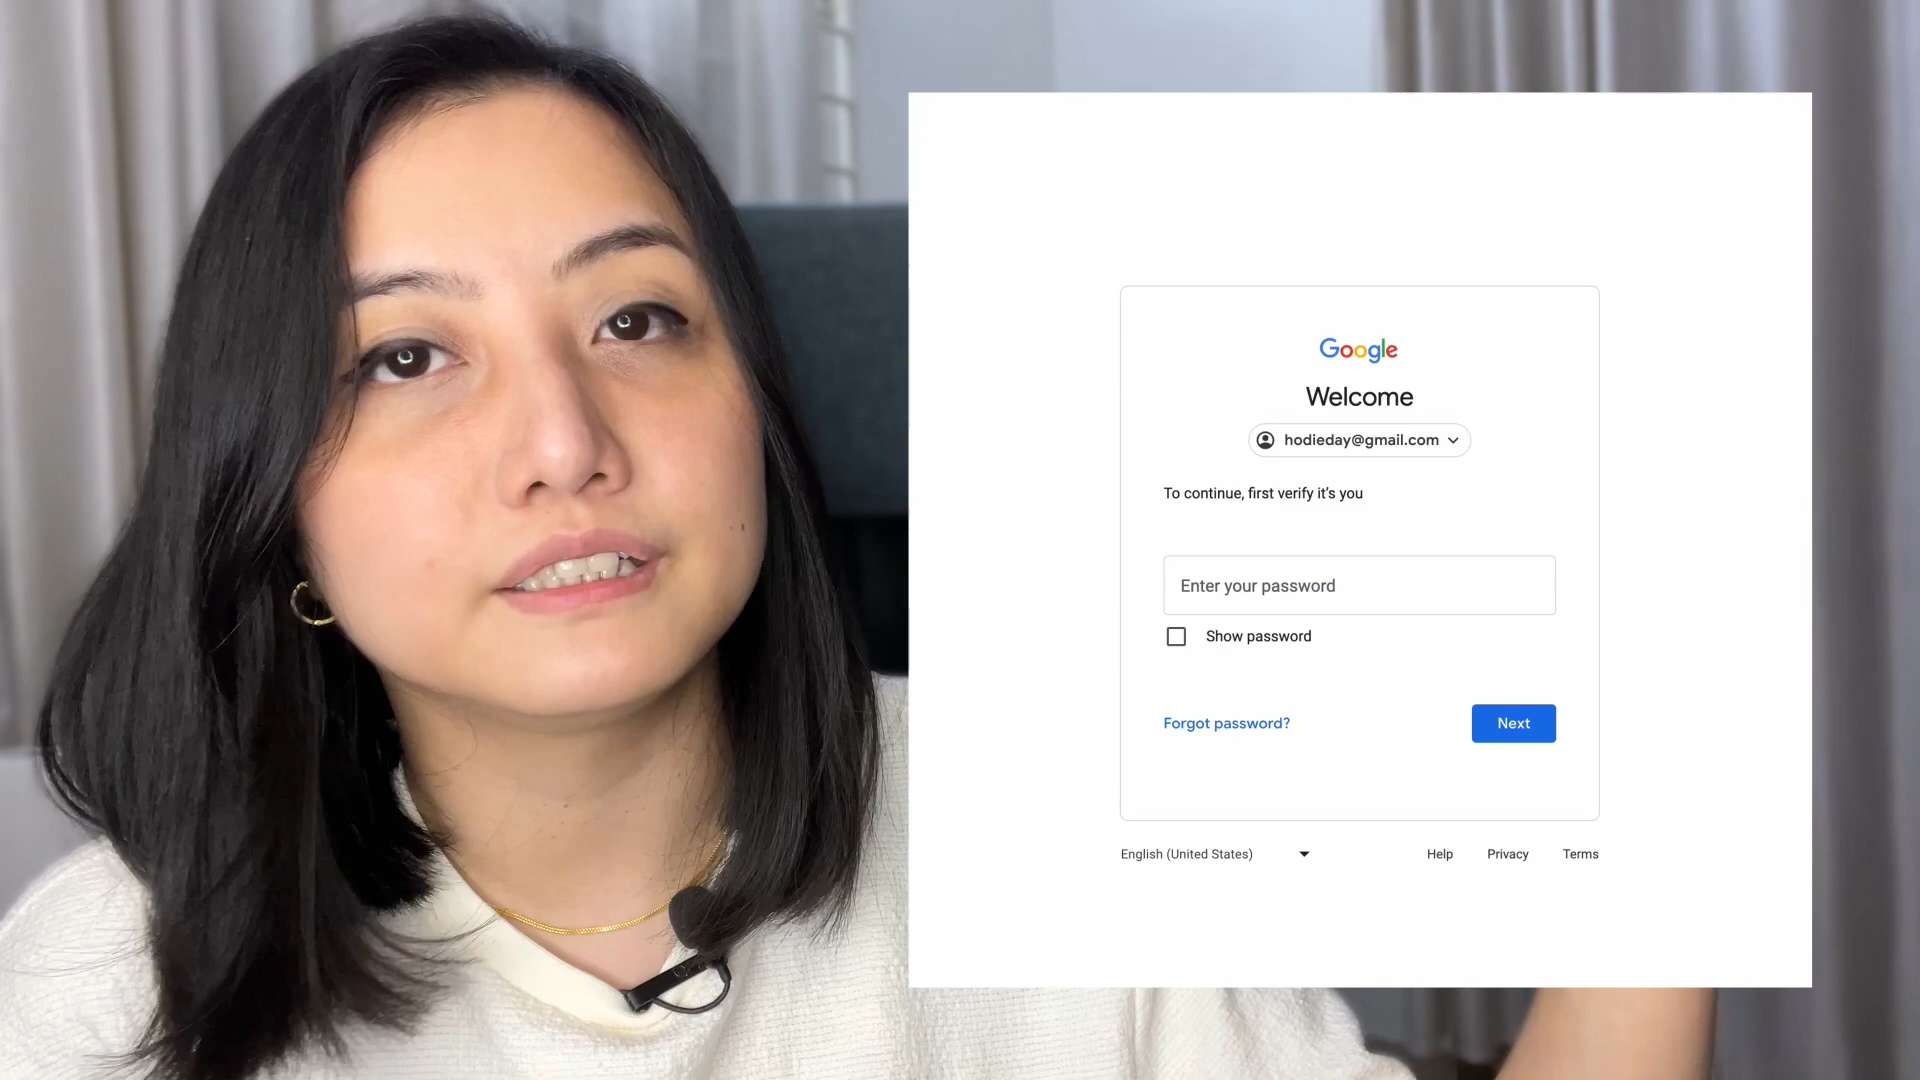 Google
Welcome
hodieday@gmail.com
To continue, first verify it's you
Enter your password
Show password
Forgot password?
Next
English (United States)
Help Privacy Terms